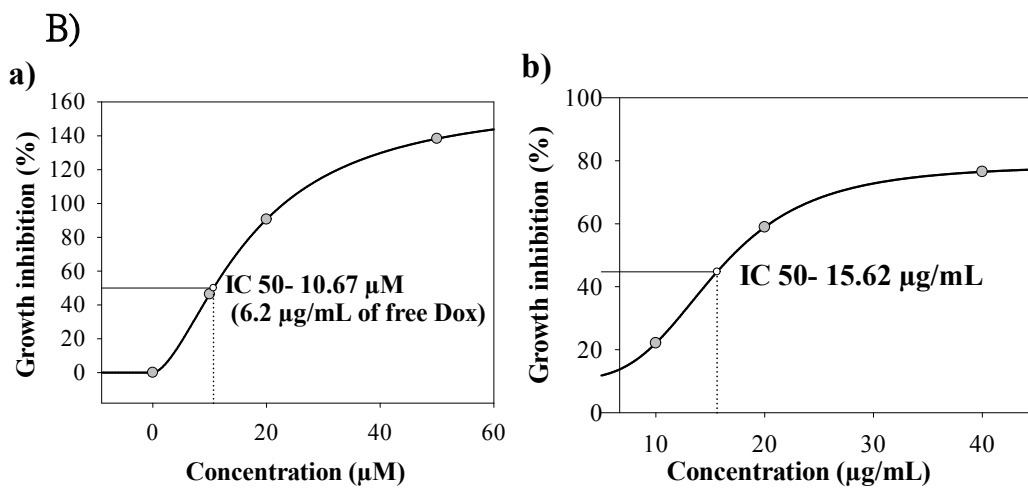 B)
a)
160
140
120
100
80
60
40
20
0
Growth inhibition (%)
IC 50- 10.67 µM
(6.2 µg/mL of free Dox)
0 20 40 60
Concentration (µM)
b)
100
80
60
40
20
0
Growth inhibition (%)
IC 50- 15.62 µg/mL
10 20 30 40
Concentration (µg/mL)